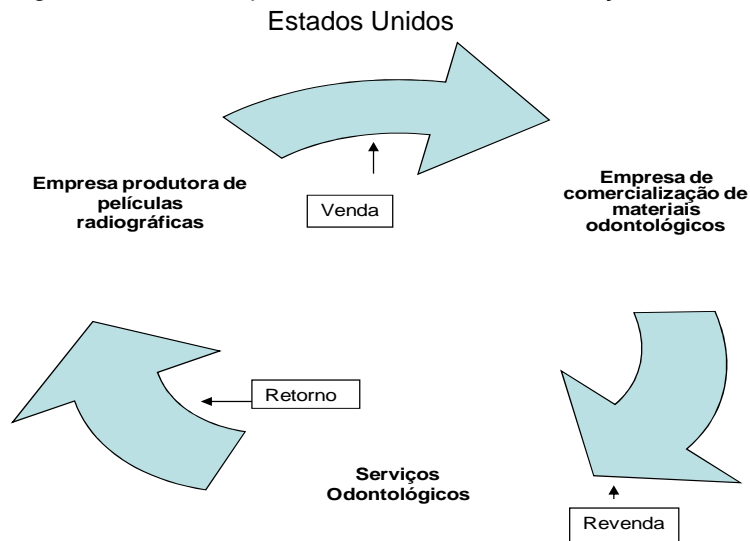 Estados Unidos
Empresa produtora de
películas
radiográficas
Venda
Empresa de
comercialização de
materiais
odontológicos
Retorno
Serviços
Odontológicos
Revenda